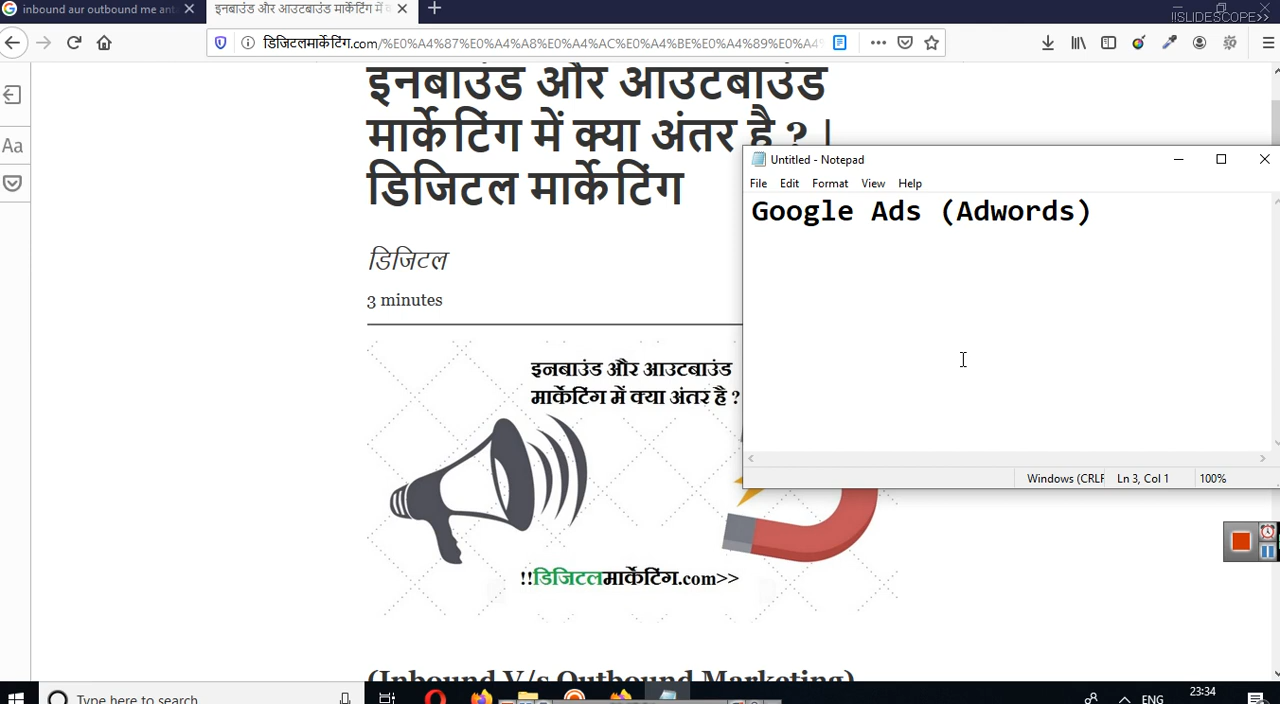 inbound aur outbound me ant
इनबाउंड और आउटबाउंड मार्केटिंग में
!!SLIDESCOPE>>
डिजिटलमार्केटिंग.com/%E0%A4%87%E0%A4%A8%E0%A4%AC%E0%A4%BE%E0%A4%89%E0%A4
इनबाउंड और आउटबाउंड
मार्केटिंग में क्या अंतर है ? |
डिजिटल मार्केटिंग
Aa
डिजिटल
3 minutes
Untitled - Notepad
File Edit Format View Help
Google Ads (Adwords)
Windows (CRLF Ln 3, Col 1 100%
इनबाउंड और आउटबाउंड
मार्केटिंग में क्या अंतर है ?
!!डिजिटलमार्केटिंग.com>>
(Inbound V/s Outbound Marketing)
Type here to search
ENG
23:34